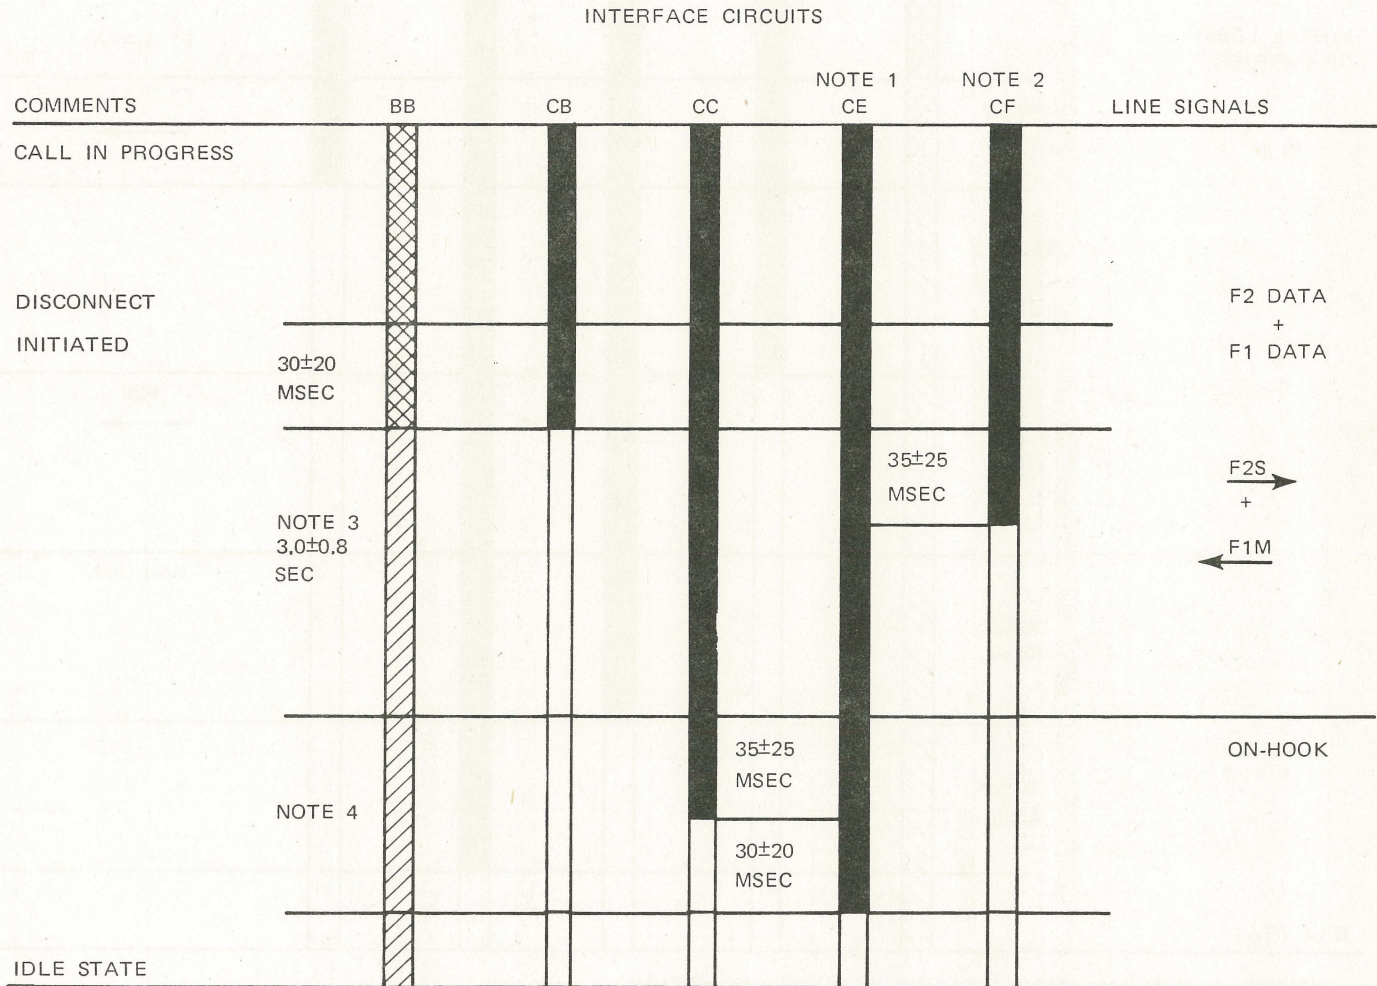 INTERFACE CIRCUITS
NOTE 1 NOTE 2
COMMENTS BB CB CC CE CF LINE SIGNALS
CALL IN PROGRESS
DISCONNECT
INITIATED
F2 DATA
+
F1 DATA
30±20
MSEC
35±25
MSEC
F2S
+
F1M
NOTE 3
3.0±0.8
SEC
35±25
MSEC
ON-HOOK
NOTE 4
30±20
MSEC
IDLE STATE